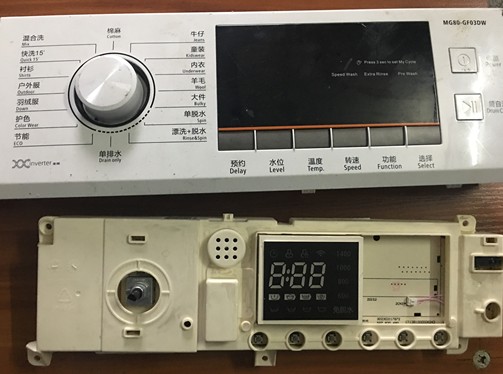 MG80-GF03DW
混合洗
Mix
快洗15'
Quick 15'
衬衫
Shirts
户外服
Outdoor
羽绒服
Down
护色
Color Wear
节能
ECO
棉麻
Cotton
牛仔
Jeans
童装
Kidswear
内衣
Underwear
羊毛
Wool
大件
Bulky
单脱水
Spin
漂洗+脱水
Rinse&Spin
单排水
Drain only
inverter
Press 3 sec to set My Cycle
Speed Wash Extra Rinse Pre Wash
预约
Delay
水位
Level
温度
Temp.
转速
Speed
功能
Function
选择
Select
8:88